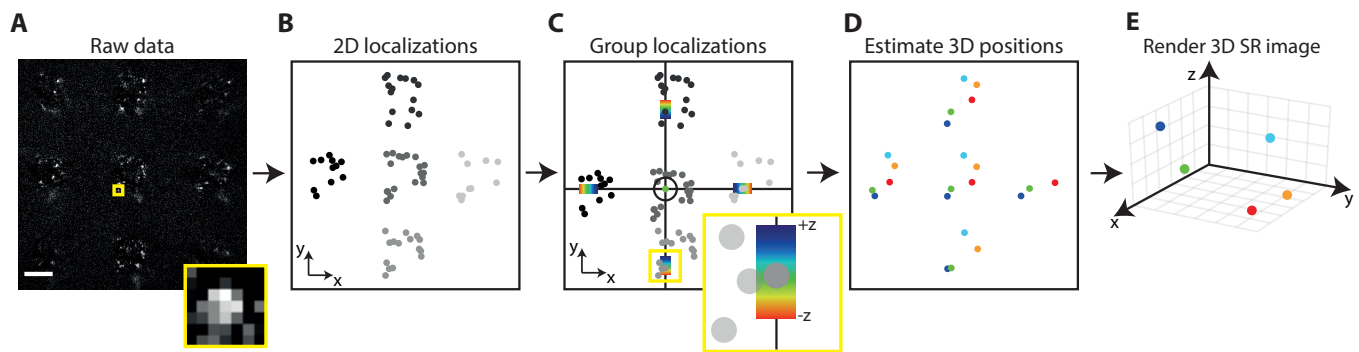 A
Raw data
B
2D localizations
y
x
C
Group localizations
y
x
+z
-z
D
Estimate 3D positions
E
Render 3D SR image
z
x
y